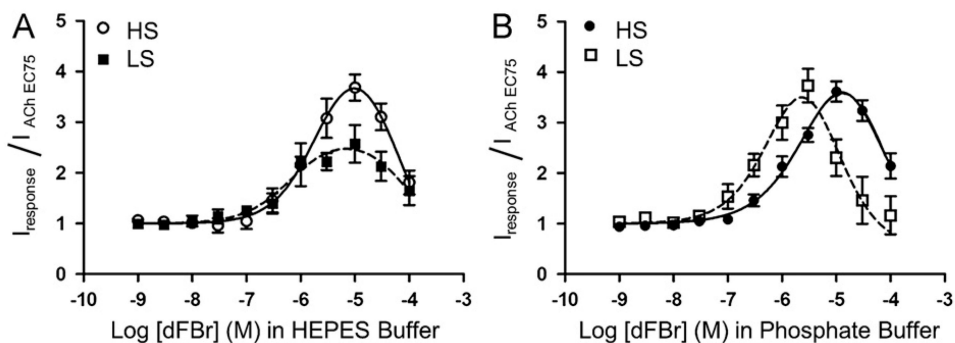 A
HS
LS
I response / I ACh EC75
5
4
3
2
1
0
-10 -9 -8 -7 -6 -5 -4 -3
Log [dFBr] (M) in HEPES Buffer
B
HS
LS
I response / I ACh EC75
5
4
3
2
1
0
-10 -9 -8 -7 -6 -5 -4 -3
Log [dFBr] (M) in Phosphate Buffer